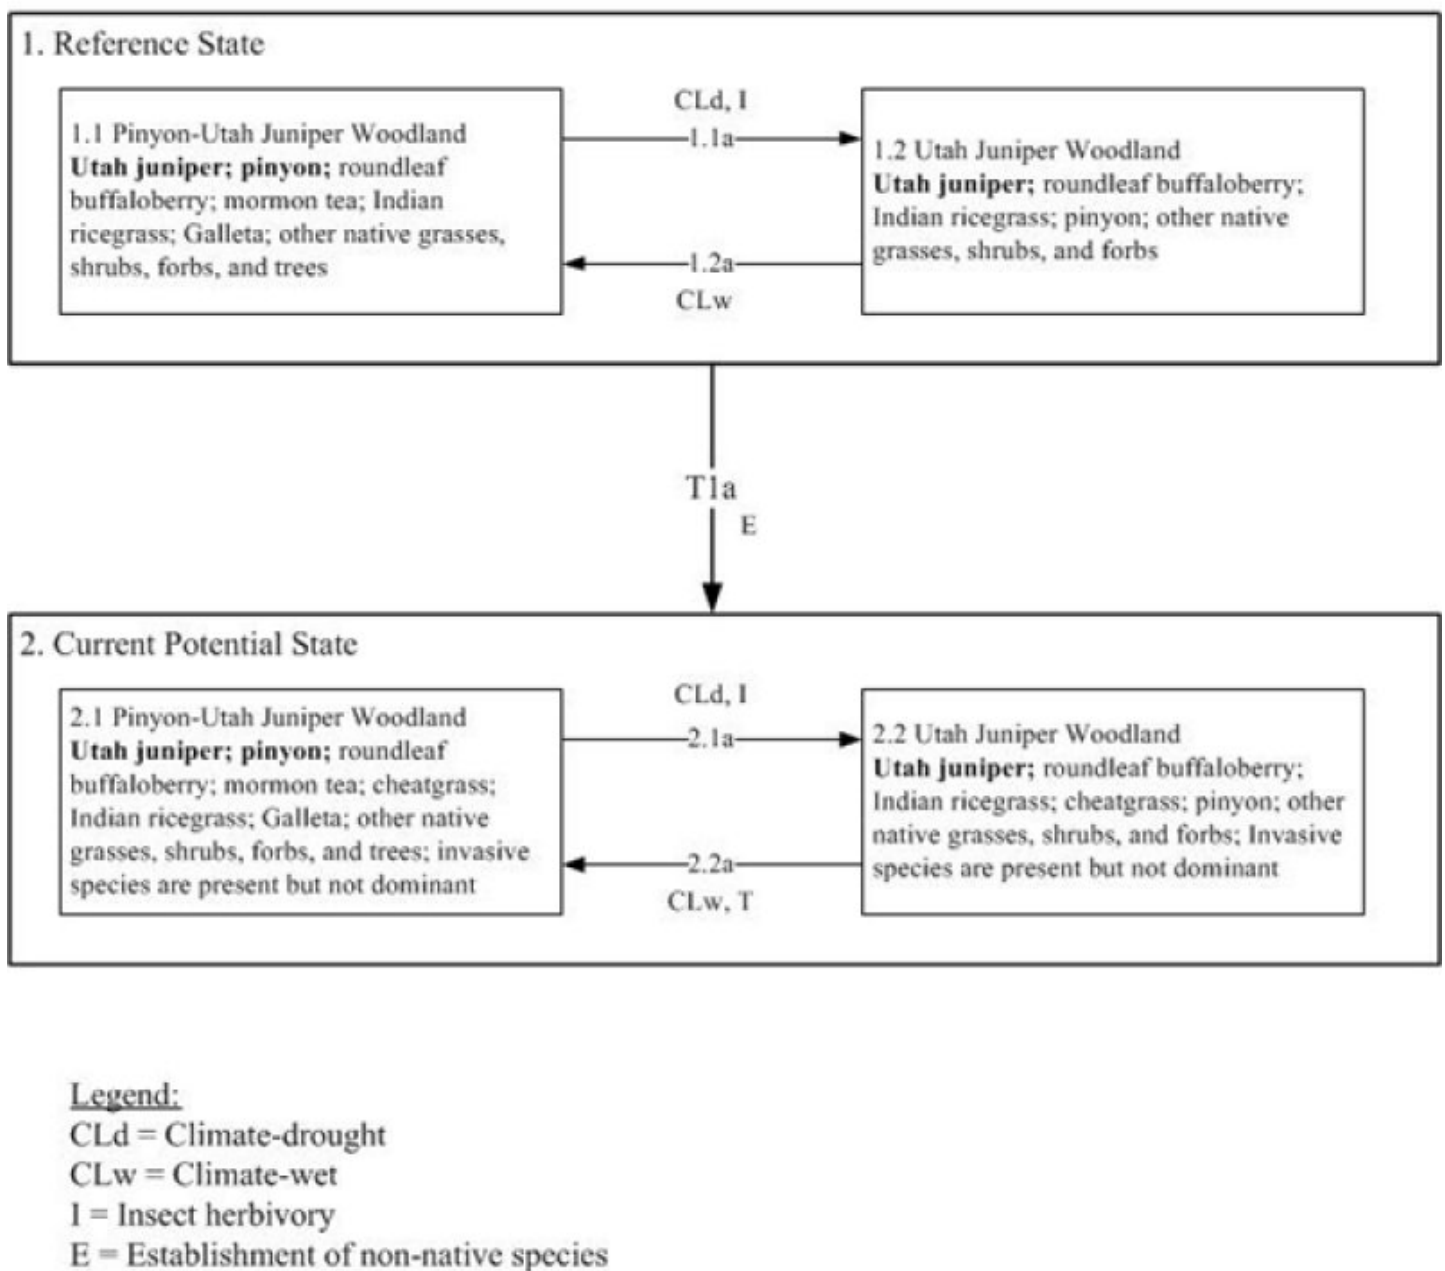 1. Reference State
1.1 Pinyon-Utah Juniper Woodland
Utah juniper; pinyon; roundleaf
buffaloberry; mormon tea; Indian
ricegrass; Galleta; other native grasses,
shrubs, forbs, and trees
CLd, I
1.1a
1.2a
CLw
1.2 Utah Juniper Woodland
Utah juniper; roundleaf buffaloberry;
Indian ricegrass; pinyon; other native
grasses, shrubs, and forbs
T1a
E
2. Current Potential State
2.1 Pinyon-Utah Juniper Woodland
Utah juniper; pinyon; roundleaf
buffaloberry; mormon tea; cheatgrass;
Indian ricegrass; Galleta; other native
grasses, shrubs, forbs, and trees; invasive
species are present but not dominant
CLd, I
2.1a
2.2a
CLw, T
2.2 Utah Juniper Woodland
Utah juniper; roundleaf buffaloberry;
Indian ricegrass; cheatgrass; pinyon; other
native grasses, shrubs, and forbs; Invasive
species are present but not dominant
Legend:
CLd = Climate-drought
CLw = Climate-wet
I = Insect herbivory
E = Establishment of non-native species